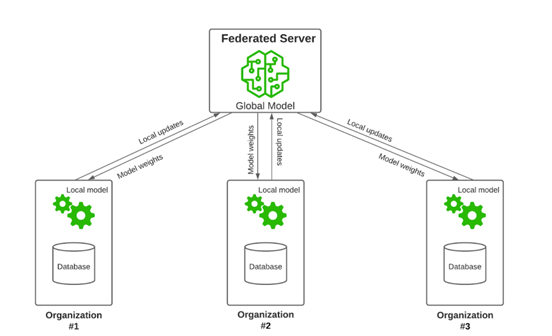 Federated Server
Global Model
Local updates
Model weights
Model weights
Local updates
Local updates
Model weights
Local model
Database
Organization
#1
Local model
Database
Organization
#2
Local model
Database
Organization
#3